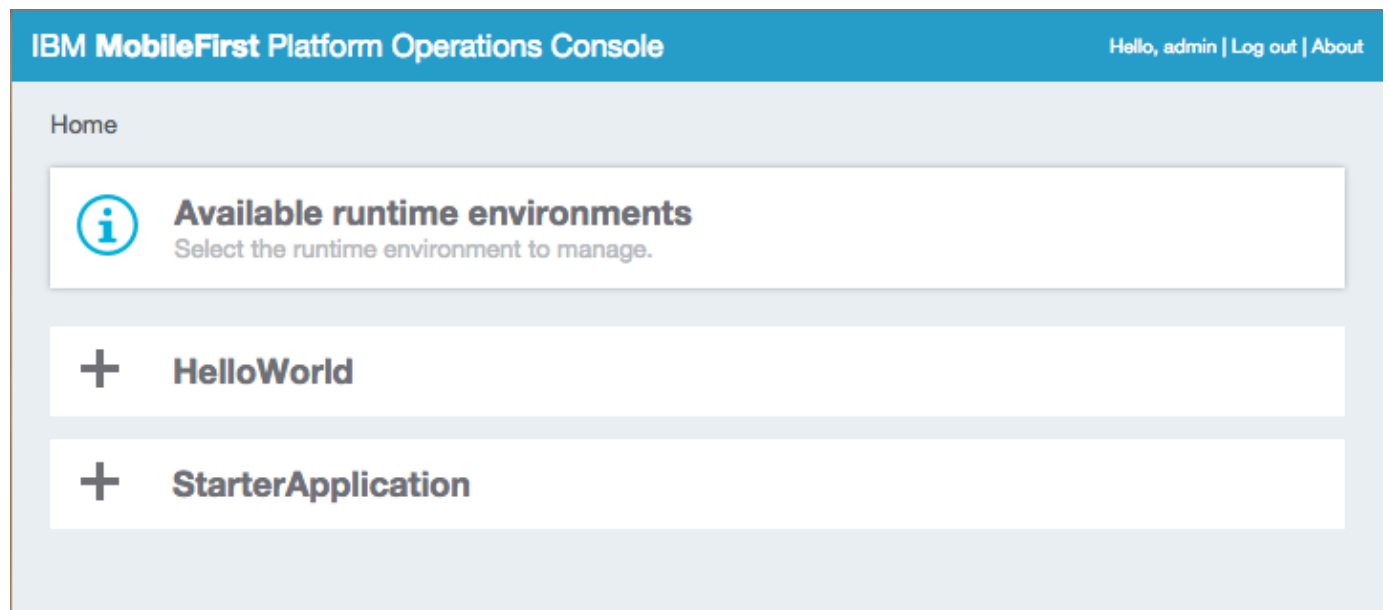 IBM MobileFirst Platform Operations Console
Hello, admin | Log out | About
Home
Available runtime environments
Select the runtime environment to manage.
HelloWorld
StarterApplication